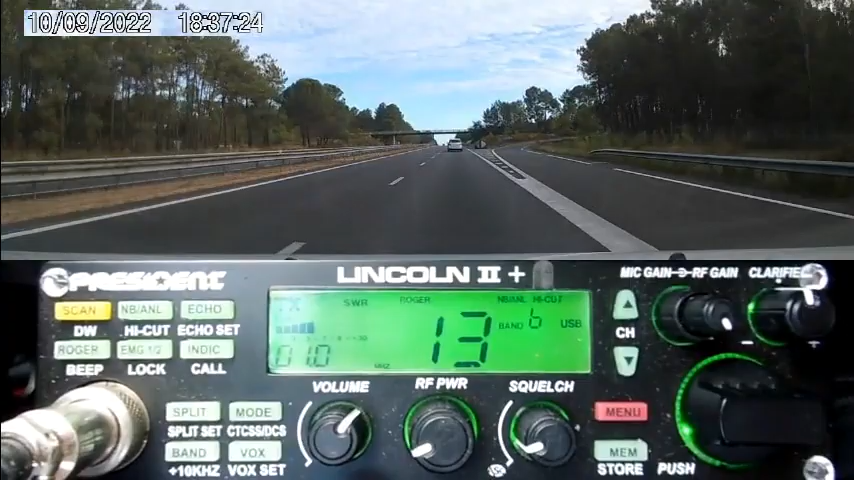 10/09/2022 18:37:24
PRESIDENT
LINCOLN II +
MIC GAIN RF GAIN CLARIFIER
SCAN NB/ANL ECHO
DW HI-CUT ECHO SET
ROGER EMG 1/2 INDIC
BEEP LOCK CALL
SWR ROGER NB/ANL HI-CUT
13 BAND 6 USB
010 MHz
CH
VOLUME RF PWR SQUELCH
SPLIT MODE
SPLIT SET CTCSS/DCS
BAND VOX
+10KHZ VOX SET
MENU
MEM
STORE
PUSH